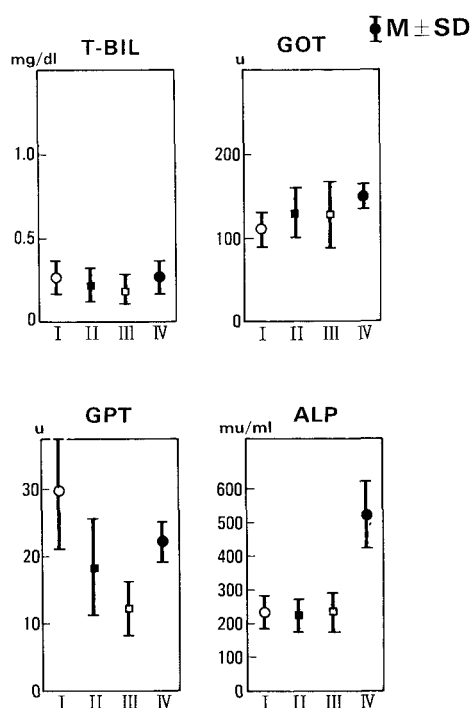 M ± SD
T-BIL
mg/dl
1.0
0.5
0
I II III IV
GOT
u
200
100
0
I II III IV
GPT
u
30
20
10
0
I II III IV
ALP
mu/ml
600
500
400
300
200
100
0
I II III IV